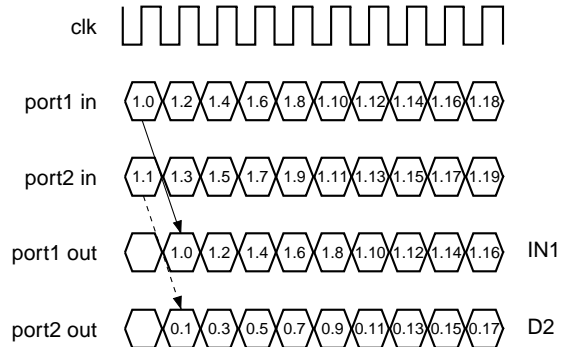 clk
port1 in 1.0 1.2 1.4 1.6 1.8 1.10 1.12 1.14 1.16 1.18
port2 in 1.1 1.3 1.5 1.7 1.9 1.11 1.13 1.15 1.17 1.19
port1 out 1.0 1.2 1.4 1.6 1.8 1.10 1.12 1.14 1.16 IN1
port2 out 0.1 0.3 0.5 0.7 0.9 0.11 0.13 0.15 0.17 D2